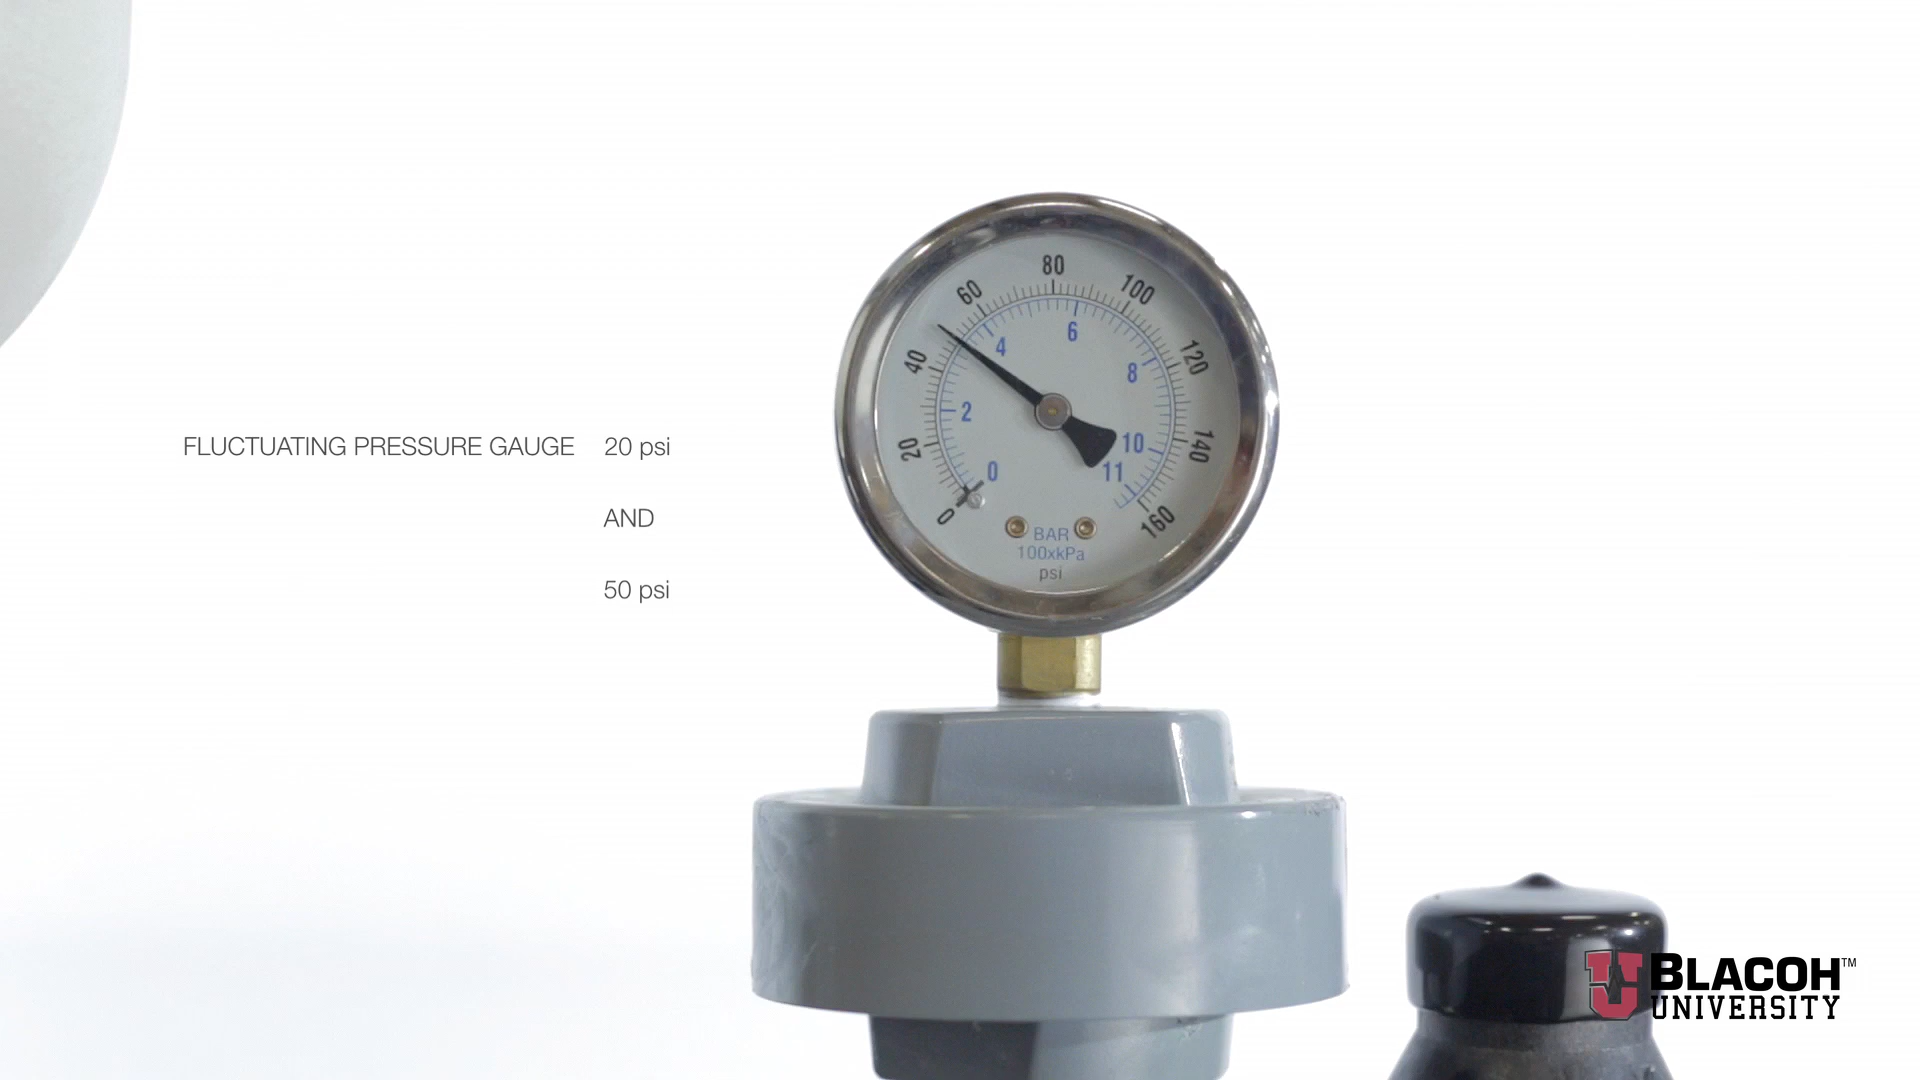 FLUCTUATING PRESSURE GAUGE 20 psi
AND
50 psi
0
20
40
60
80
100
120
140
160
0
2
4
6
8
10
11
BAR
100xkPa
psi
BLACOH™
UNIVERSITY